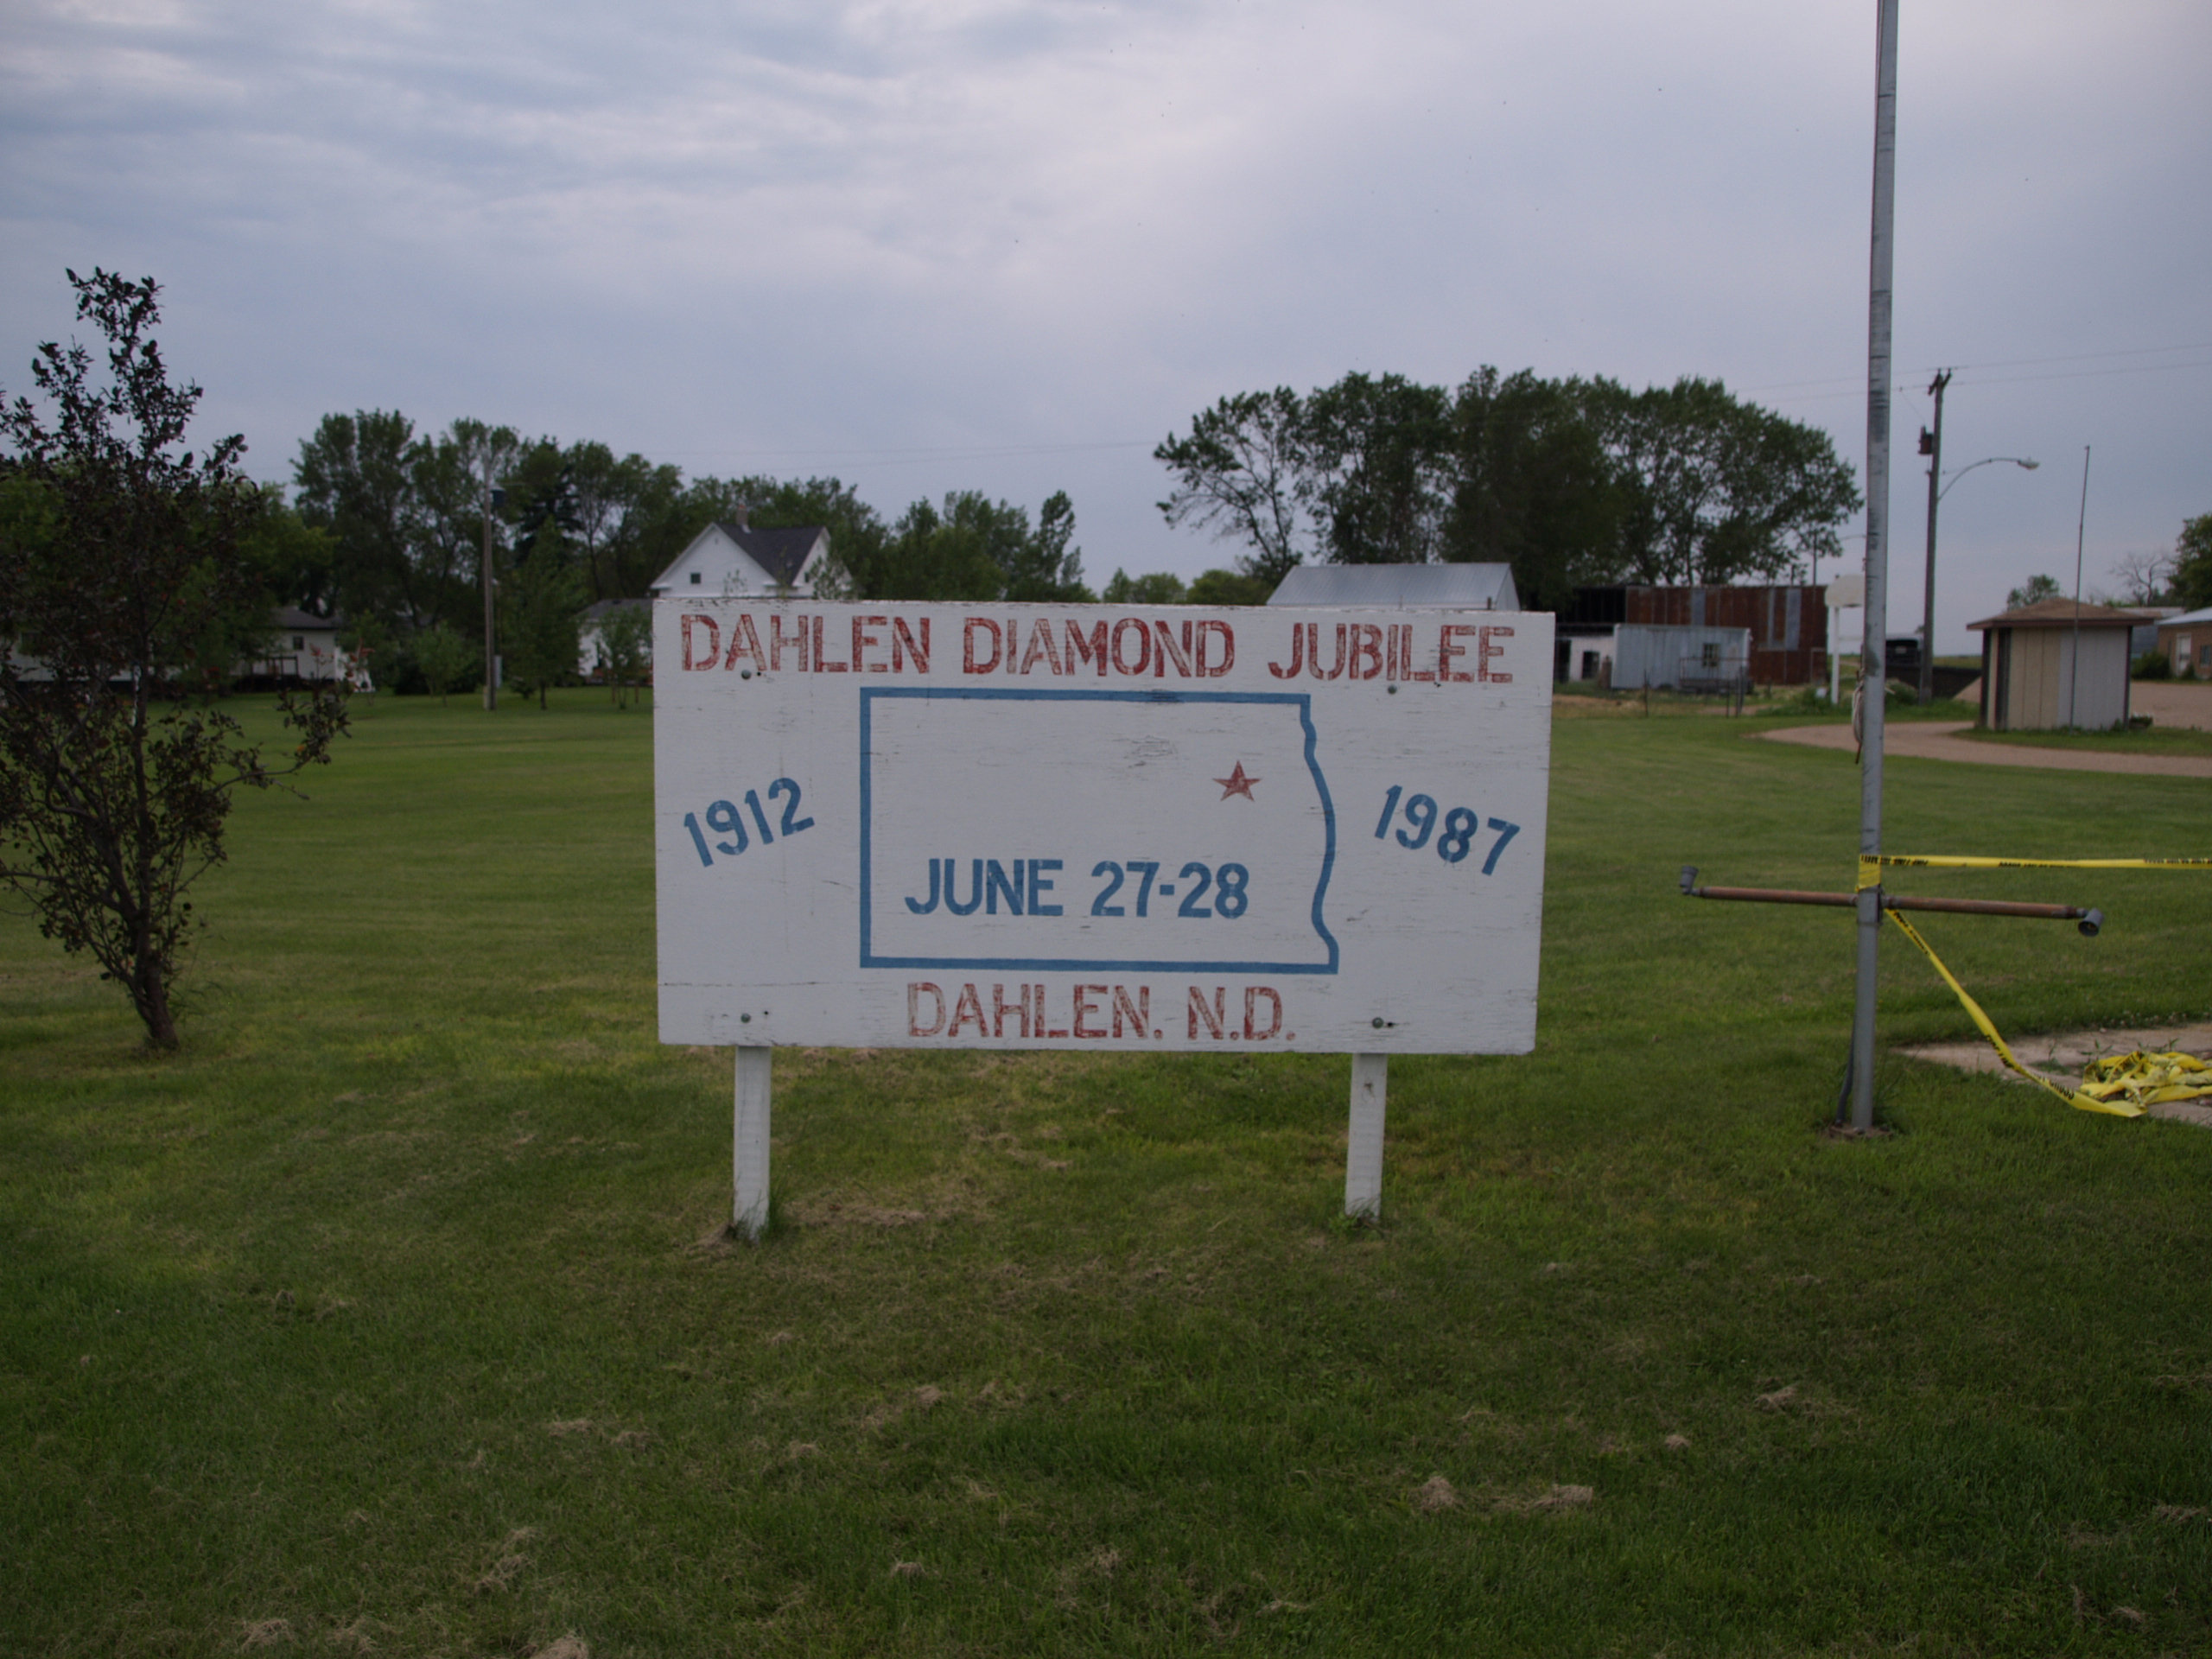 DAHLEN DIAMOND JUBILEE
1912
1987
JUNE 27-28
DAHLEN. N.D.